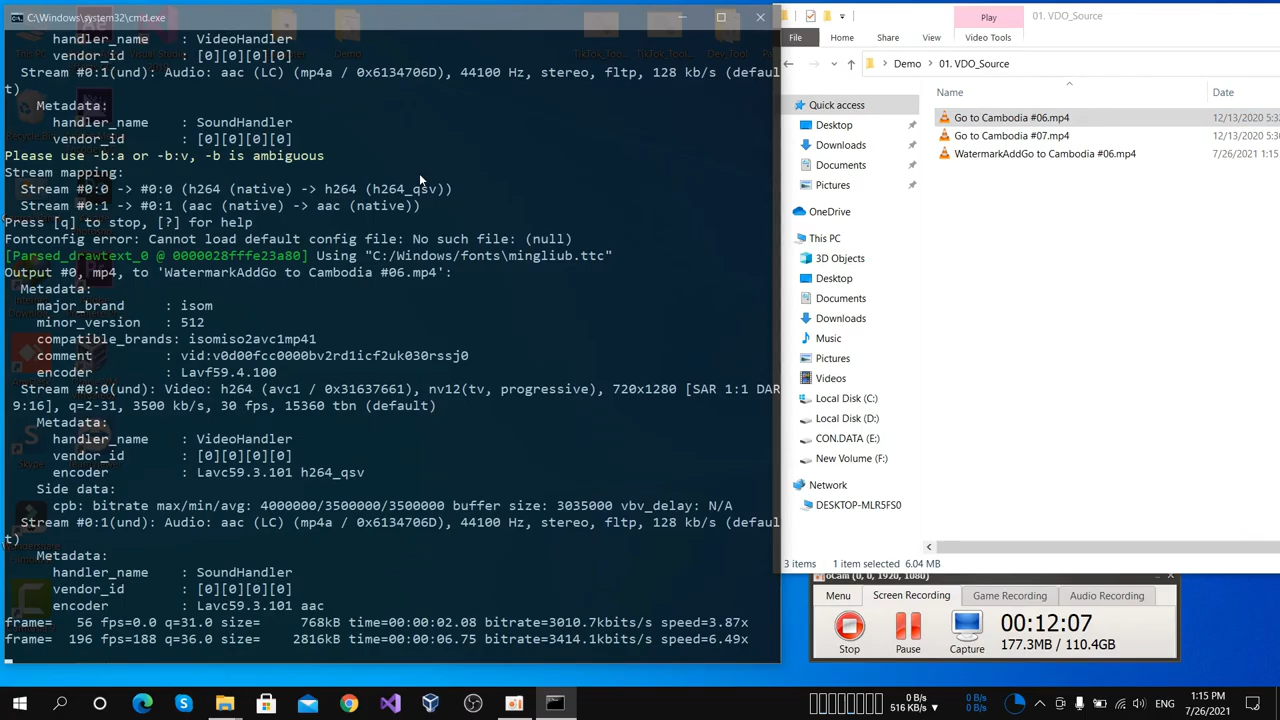 C:\Windows\system32\cmd.exe
handler_name    : VideoHandler
vendor_id       : [0][0][0][0]
Stream #0:1(und): Audio: aac (LC) (mp4a / 0x6134706D), 44100 Hz, stereo, fltp, 128 kb/s (defaul
t)
Metadata:
handler_name    : SoundHandler
vendor_id       : [0][0][0][0]
Please use -b:a or -b:v, -b is ambiguous
Stream mapping:
Stream #0:0 -> #0:0 (h264 (native) -> h264 (h264_qsv))
Stream #0:1 -> #0:1 (aac (native) -> aac (native))
Press [q] to stop, [?] for help
Fontconfig error: Cannot load default config file: No such file: (null)
[Parsed_drawtext_0 @ 0000028fffe23a80] Using "C:/Windows/fonts/mingliub.ttc"
Output #0, mp4, to 'WatermarkAddGo to Cambodia #06.mp4':
Metadata:
major_brand     : isom
minor_version   : 512
compatible_brands: isomiso2avc1mp41
comment         : vid:v0d00fcc0000bv2rd1icf2uk030rssj0
encoder         : Lavf59.4.100
Stream #0:0(und): Video: h264 (avc1 / 0x31637661), nv12(tv, progressive), 720x1280 [SAR 1:1 DAR
9:16], q=2-31, 3500 kb/s, 30 fps, 15360 tbn (default)
Metadata:
handler_name    : VideoHandler
vendor_id       : [0][0][0][0]
encoder         : Lavc59.3.101 h264_qsv
Side data:
cpb: bitrate max/min/avg: 4000000/3500000/3500000 buffer size: 3035000 vbv_delay: N/A
Stream #0:1(und): Audio: aac (LC) (mp4a / 0x6134706D), 44100 Hz, stereo, fltp, 128 kb/s (defaul
t)
Metadata:
handler_name    : SoundHandler
vendor_id       : [0][0][0][0]
encoder         : Lavc59.3.101 aac
frame=   56 fps=0.0 q=31.0 size=     768kB time=00:00:02.08 bitrate=3010.7kbits/s speed=3.87x
frame=  196 fps=188 q=36.0 size=    2816kB time=00:00:06.75 bitrate=3414.1kbits/s speed=6.49x
Play
01. VDO_Source
File
Home
Share
View
Video Tools
Demo
01. VDO_Source
Name
Date
Quick access
Desktop
Downloads
Documents
Pictures
OneDrive
This PC
3D Objects
Desktop
Documents
Downloads
Music
Pictures
Videos
Local Disk (C:)
Local Disk (D:)
CON.DATA (E:)
New Volume (F:)
Network
DESKTOP-MLR5FS0
Go to Cambodia #06.mp4
12/13/2020 5:3
Go to Cambodia #07.mp4
12/13/2020 5:3
WatermarkAddGo to Cambodia #06.mp4
7/26/2021 1:15
3 items
1 item selected 6.04 MB
oCam (0, 0, 1920, 1080)
Menu
Screen Recording
Game Recording
Audio Recording
Stop
Pause
Capture
00:12:07
177.3MB / 110.4GB
0 B/s
516 KB/s
0 B/s
0 B/s
ENG
1:15 PM
7/26/2021